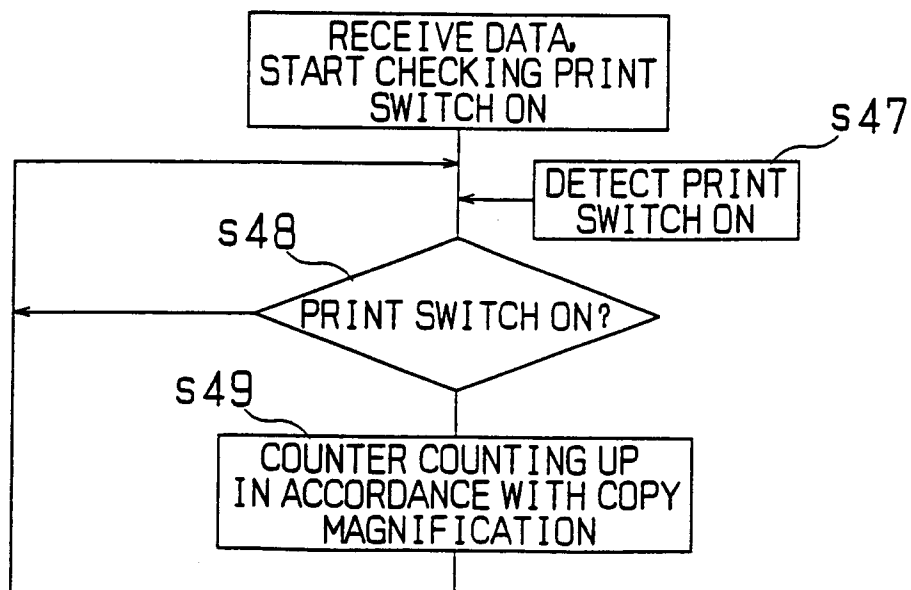 RECEIVE DATA,
START CHECKING PRINT
SWITCH ON
s47
DETECT PRINT
SWITCH ON
s48
PRINT SWITCH ON?
s49
COUNTER COUNTING UP
IN ACCORDANCE WITH COPY
MAGNIFICATION